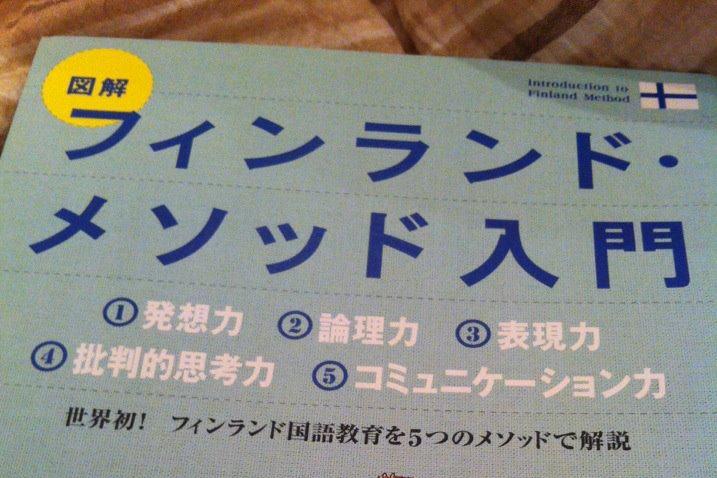 図解
Introduction to
Finland Method
フィンランド・
メソッド入門
①発想力 ②論理力 ③表現力
④批判的思考力 ⑤コミュニケーション力
世界初! フィンランド国語教育を5つのメソッドで解説